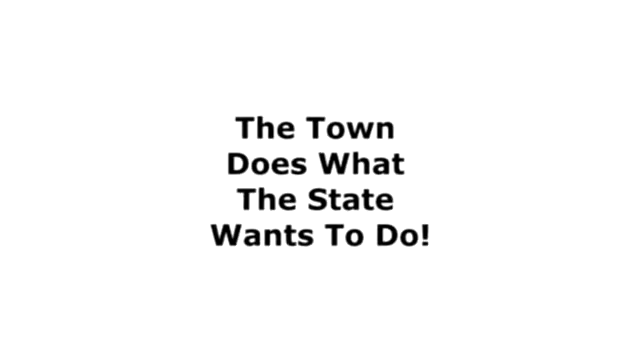 The Town
Does What
The State
Wants To Do!